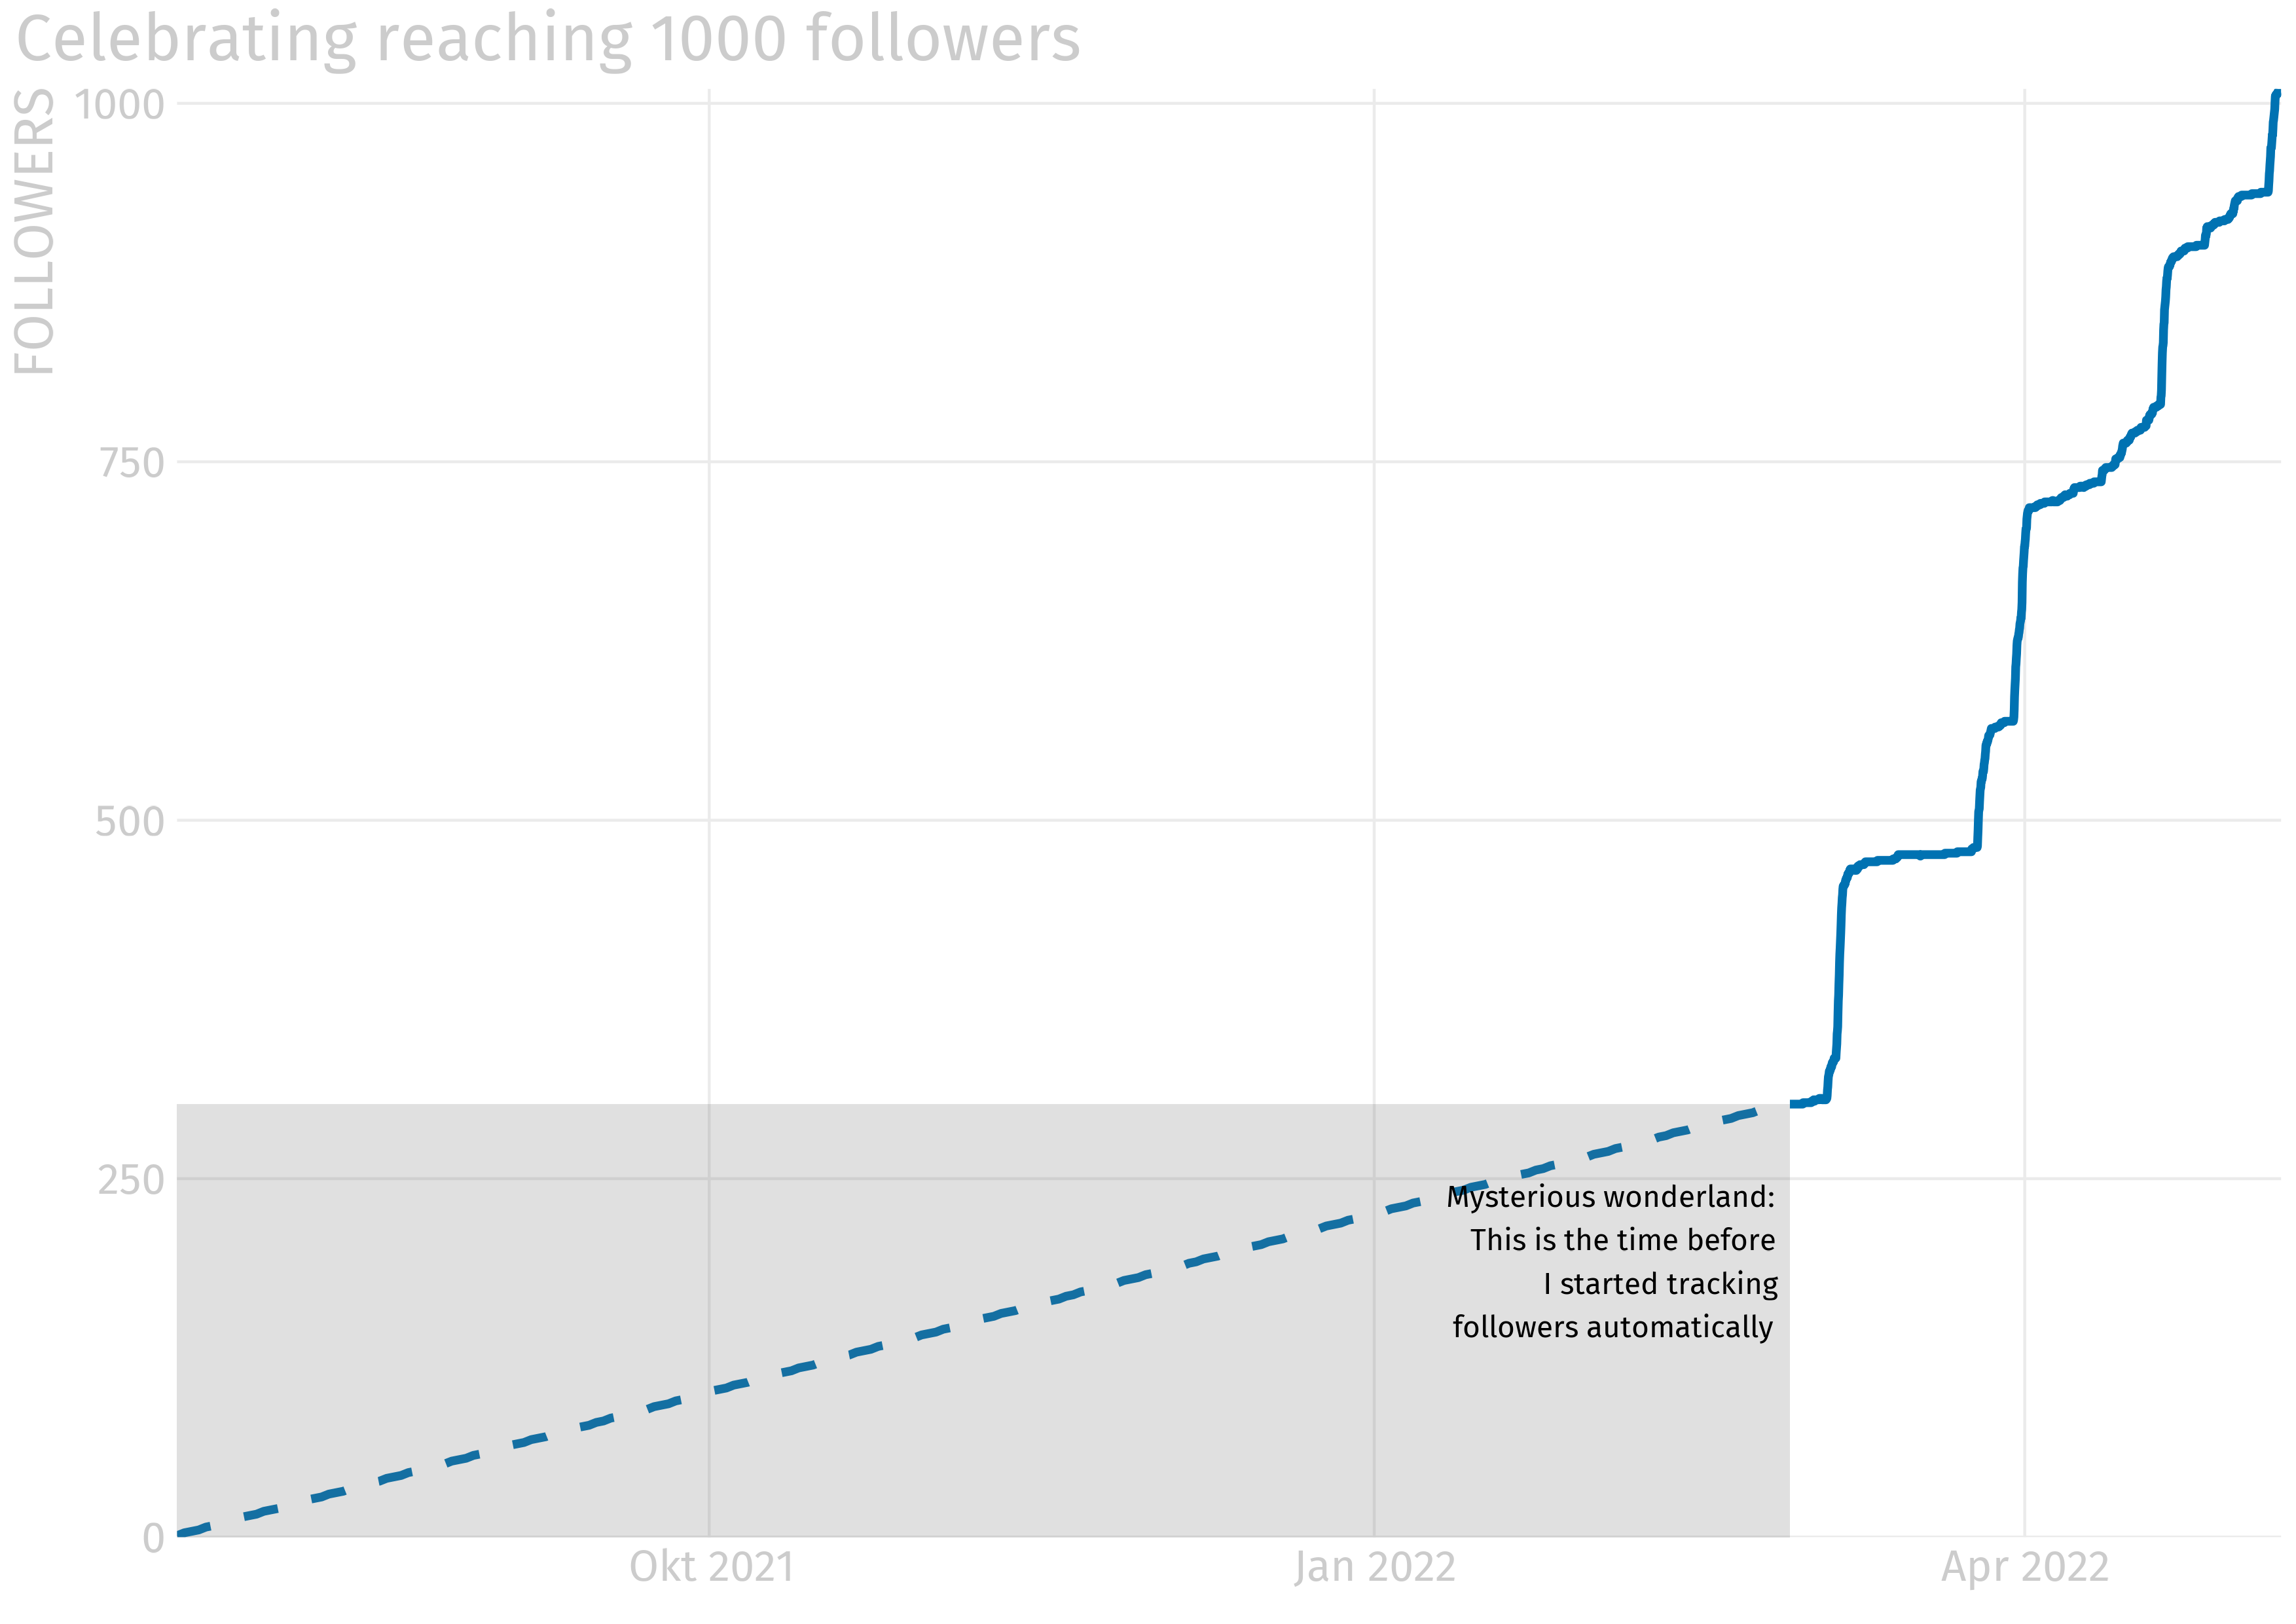 Celebrating reaching 1000 followers
FOLLOWERS
1000
750
500
250
0
Mysterious wonderland:
This is the time before
I started tracking
followers automatically
Okt 2021
Jan 2022
Apr 2022